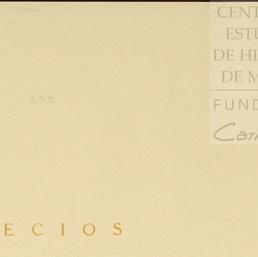 CENT
ESTU
DE HI
DE M
FUND
Car
ECIOS